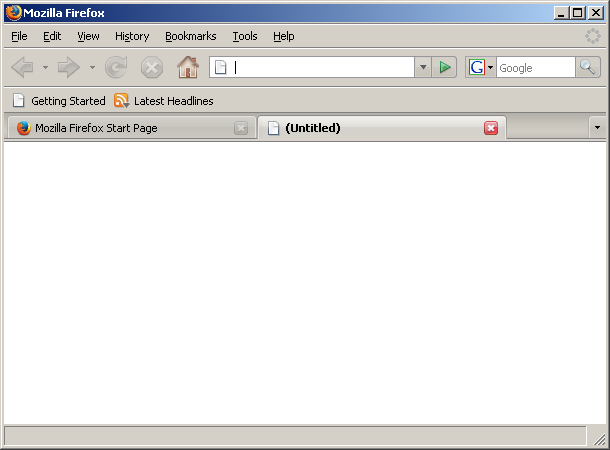 Mozilla Firefox
File Edit View History Bookmarks Tools Help
G Google
Getting Started Latest Headlines
Mozilla Firefox Start Page (Untitled)